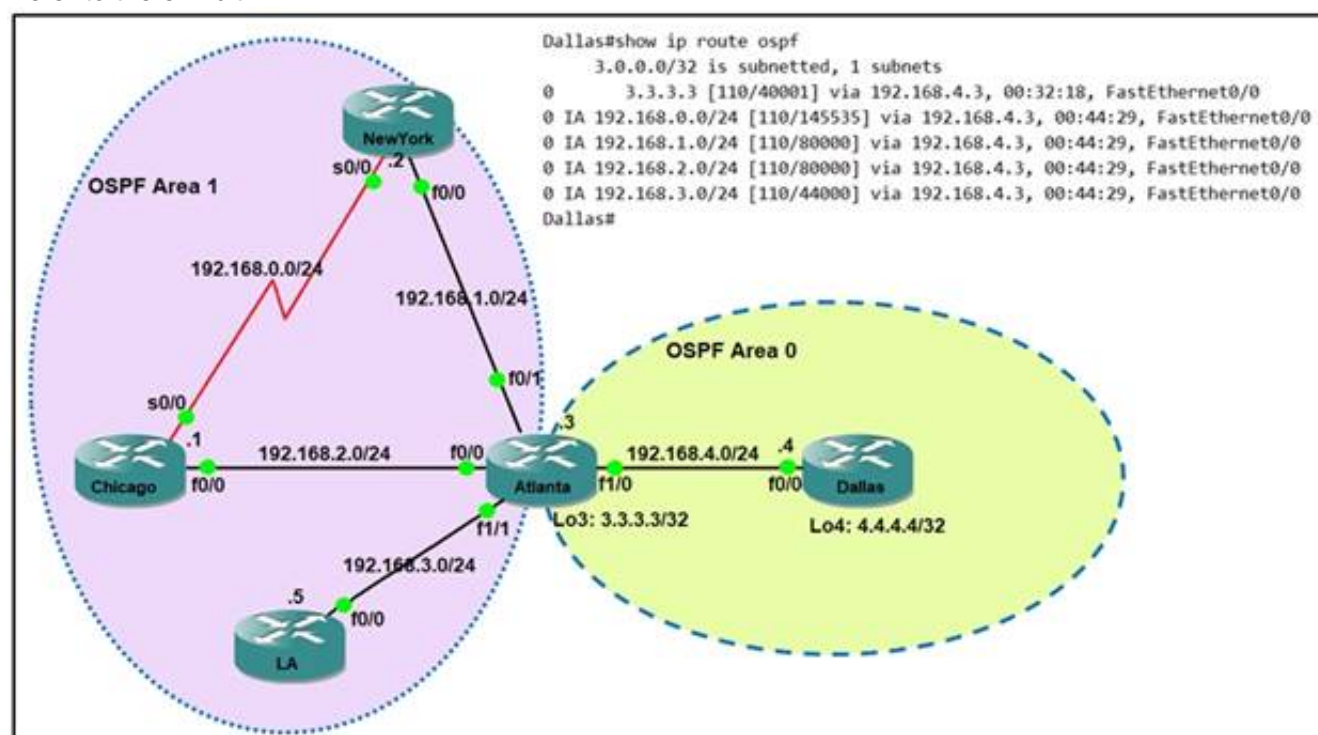 Dallas#show ip route ospf
3.0.0.0/32 is subnetted, 1 subnets
O 3.3.3.3 [110/40001] via 192.168.4.3, 00:32:18, FastEthernet0/0
O IA 192.168.0.0/24 [110/145535] via 192.168.4.3, 00:44:29, FastEthernet0/0
O IA 192.168.1.0/24 [110/80000] via 192.168.4.3, 00:44:29, FastEthernet0/0
O IA 192.168.2.0/24 [110/80000] via 192.168.4.3, 00:44:29, FastEthernet0/0
O IA 192.168.3.0/24 [110/44000] via 192.168.4.3, 00:44:29, FastEthernet0/0
Dallas#
NewYork
s0/0 .2
f0/0
OSPF Area 1
192.168.0.0/24
192.168.1.0/24
OSPF Area 0
f0/1
s0/0
.1
.3
192.168.2.0/24
f0/0
192.168.4.0/24
.4
Chicago
f0/0
Atlanta
f1/0
f0/0
Dallas
f1/1
Lo3: 3.3.3.3/32
Lo4: 4.4.4.4/32
192.168.3.0/24
.5
f0/0
LA